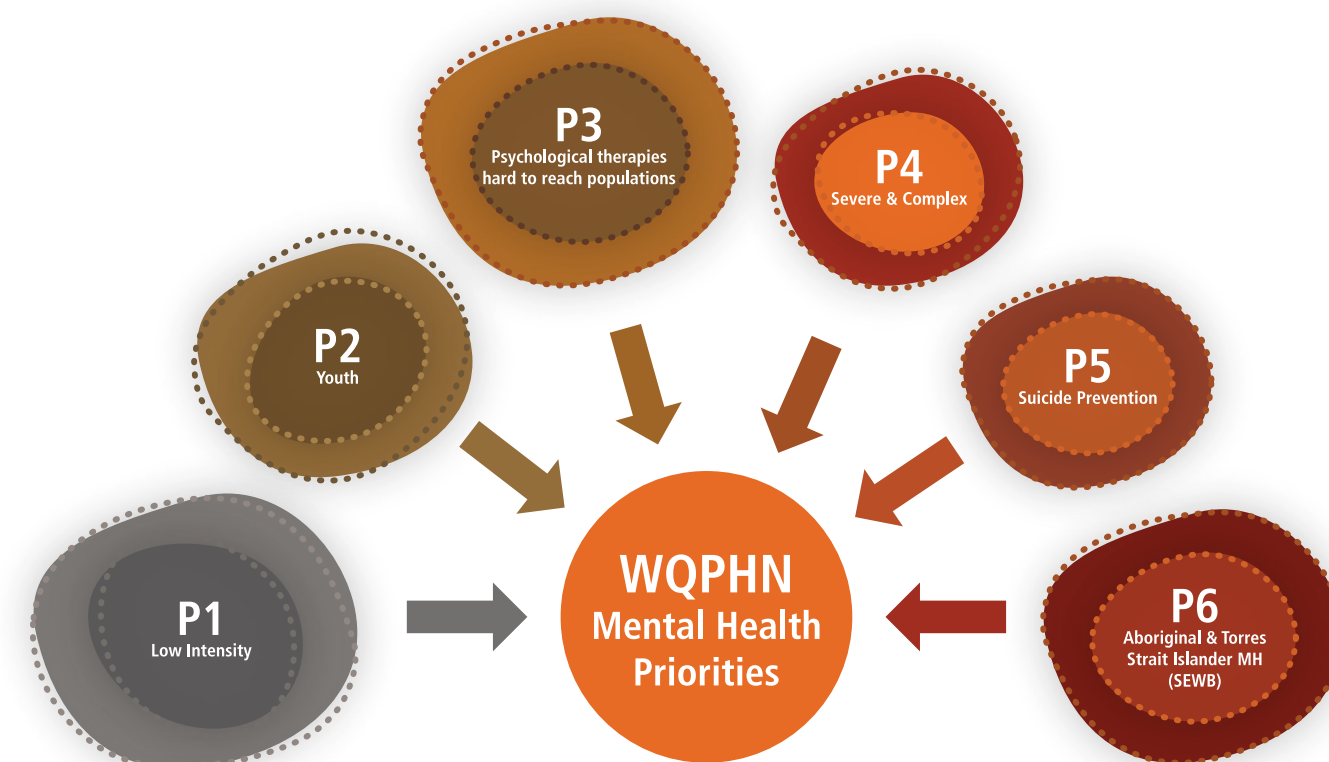 P3
Psychological therapies
hard to reach populations
P4
Severe & Complex
P2
Youth
P5
Suicide Prevention
P1
Low Intensity
WQPHN
Mental Health
Priorities
P6
Aboriginal & Torres
Strait Islander MH
(SEWB)